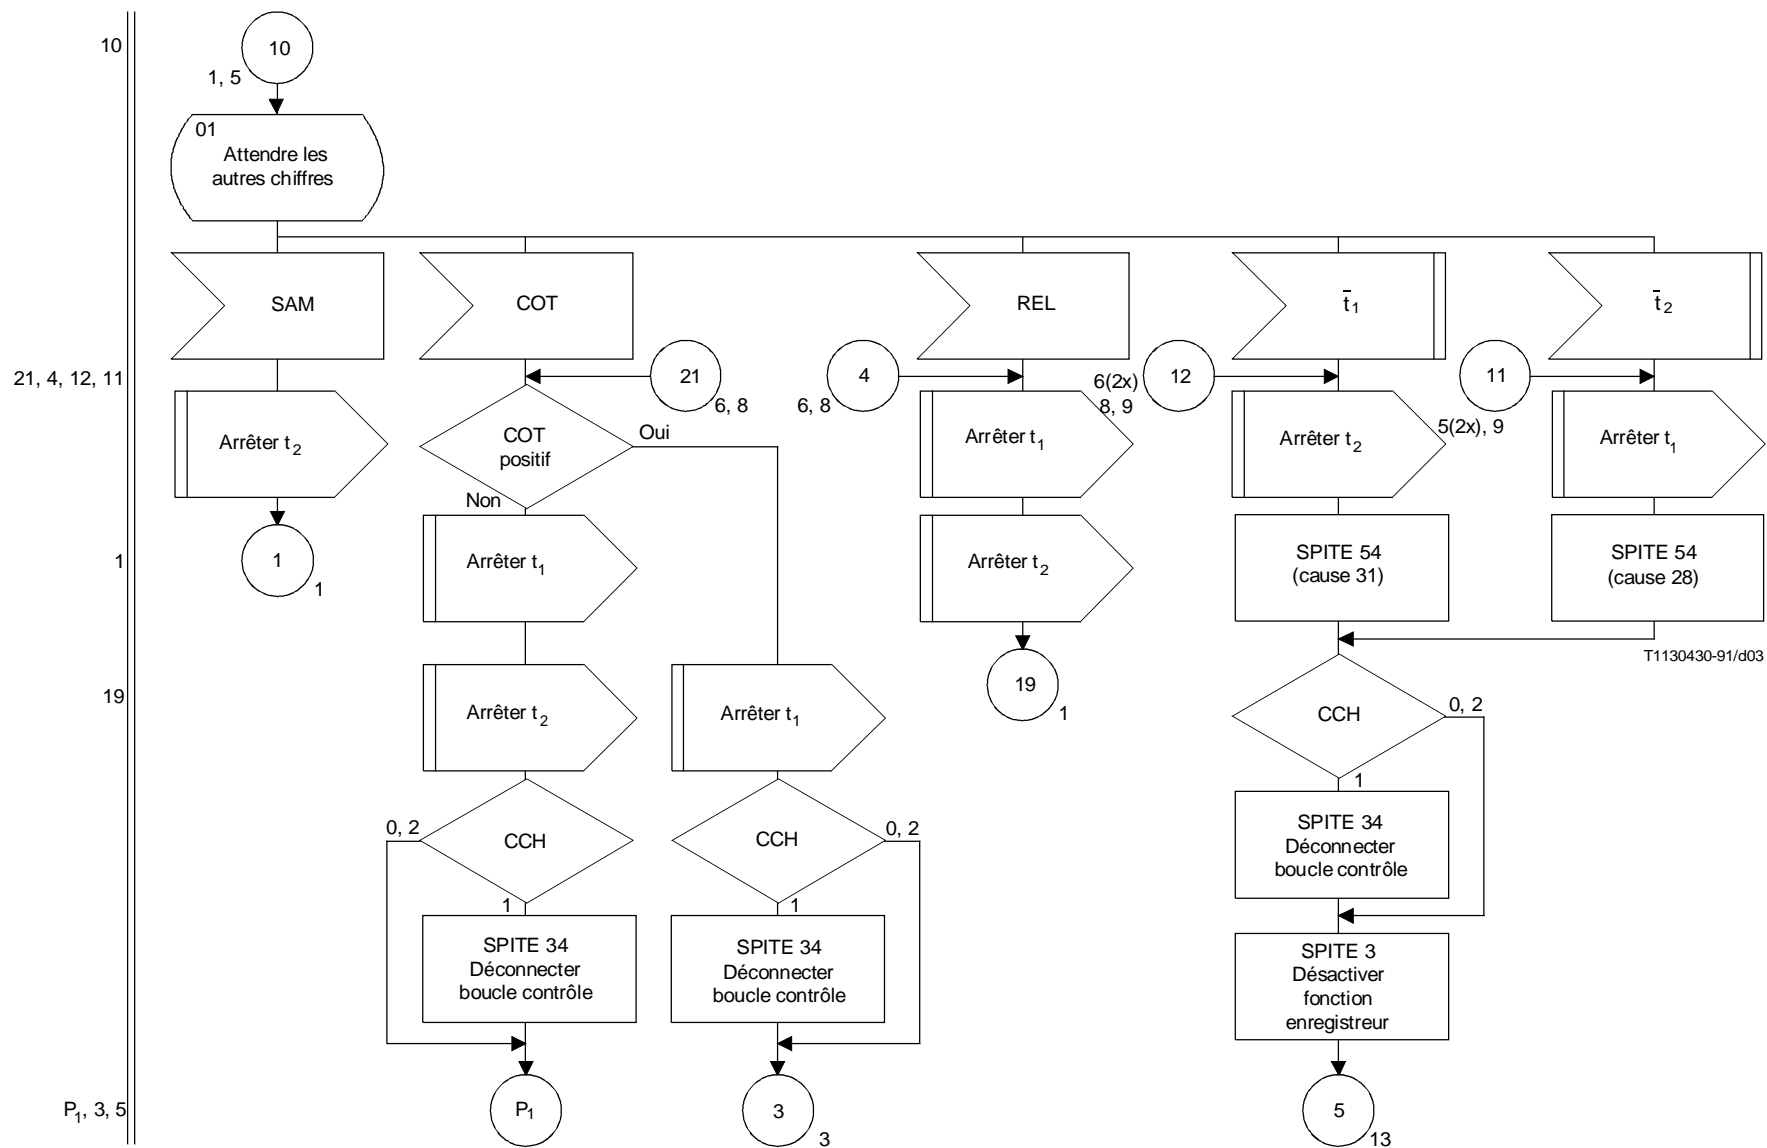 10
10
1, 5
01
Attendre les
autres chiffres
SAM
COT
REL
t̄1
t̄2
21, 4, 12, 11
21
6, 8
4
6, 8
6(2x)
8, 9
12
5(2x), 9
11
Arrêter t2
COT
positif
Oui
Non
Arrêter t1
Arrêter t2
Arrêter t1
1
1
1
Arrêter t1
Arrêter t2
SPITE 54
(cause 31)
SPITE 54
(cause 28)
T1130430-91/d03
19
Arrêter t2
Arrêter t1
19
1
CCH
0, 2
1
0, 2
CCH
1
CCH
0, 2
1
SPITE 34
Déconnecter
boucle contrôle
SPITE 34
Déconnecter
boucle contrôle
SPITE 34
Déconnecter
boucle contrôle
SPITE 3
Désactiver
fonction
enregistreur
P1, 3, 5
P1
3
3
5
13